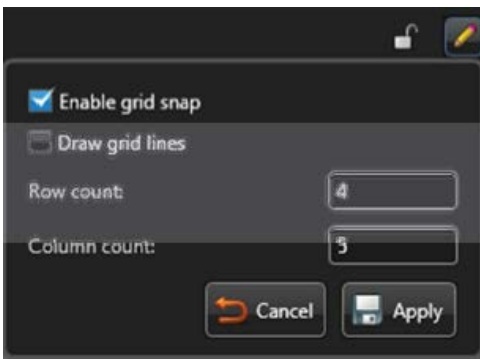 Enable grid snap
Draw grid lines
Row count: 4
Column count: 5
Cancel Apply